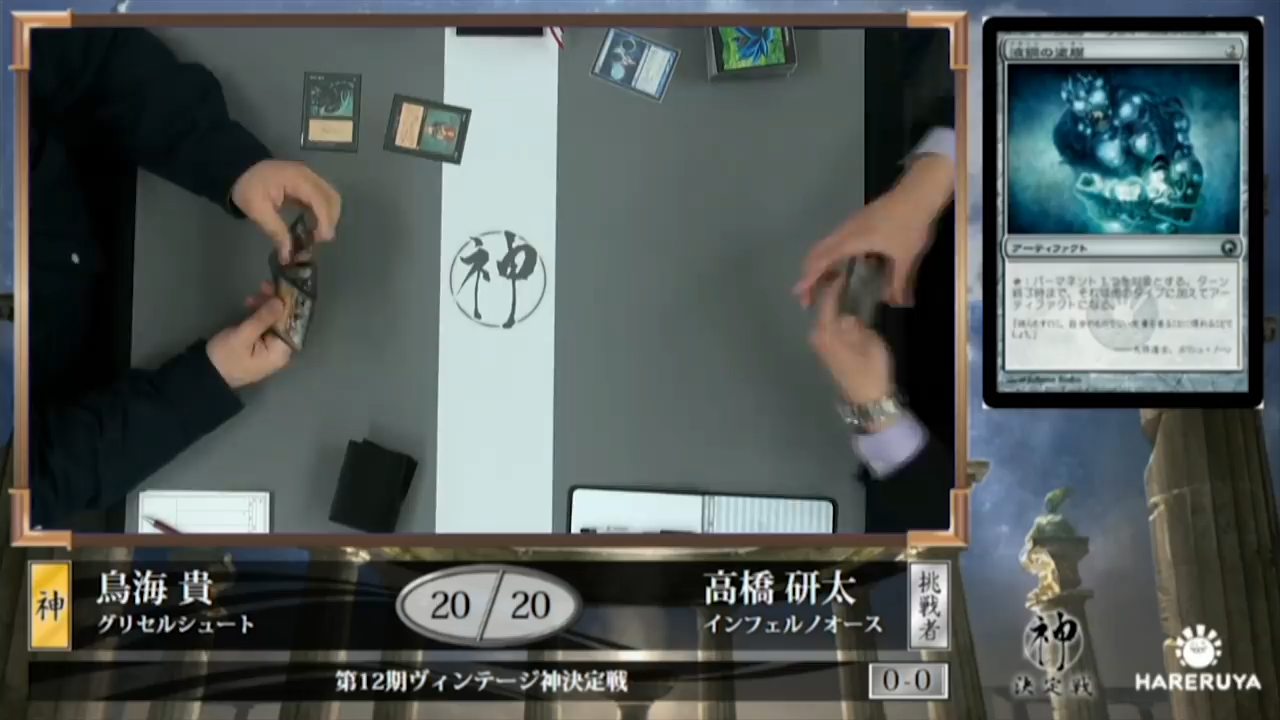 液鋼の塗膜
2
アーティファクト
神
神
鳥海 貴
グリセルシュート
20/20
高橋 研太
インフェルノオース
挑戦者
第12期ヴィンテージ神決定戦
0-0
神
決定戦
HARERUYA